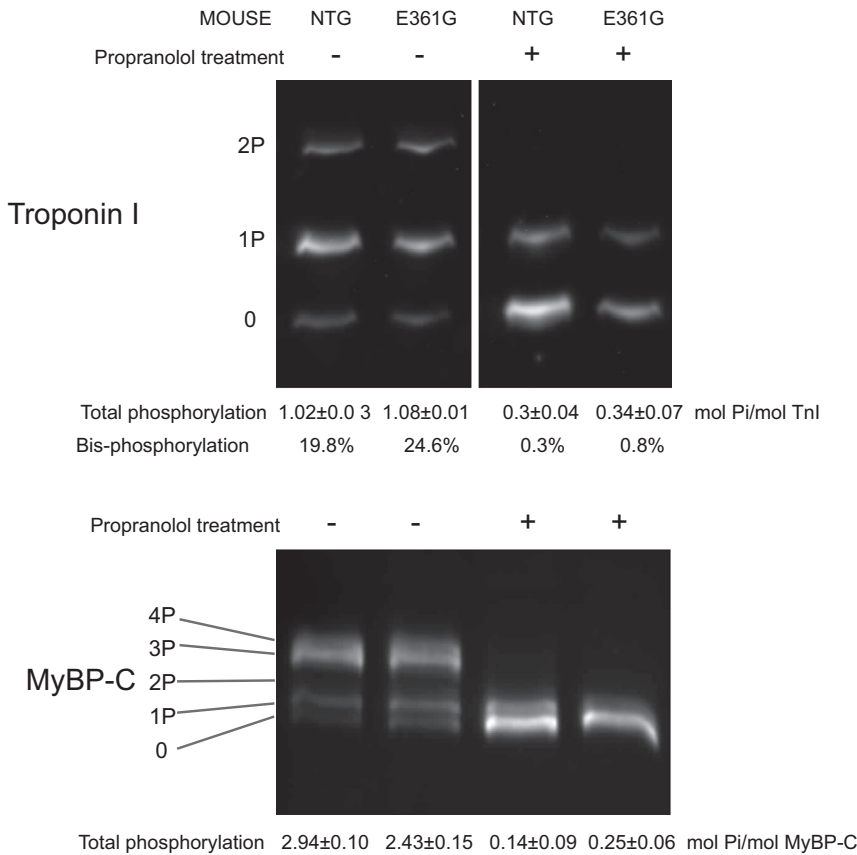 MOUSE NTG E361G NTG E361G
Propranolol treatment - - + +
2P
Troponin I
1P
0
Total phosphorylation 1.02±0.0 3 1.08±0.01 0.3±0.04 0.34±0.07 mol Pi/mol TnI
Bis-phosphorylation 19.8% 24.6% 0.3% 0.8%
Propranolol treatment - - + +
4P
3P
MyBP-C
2P
1P
0
Total phosphorylation 2.94±0.10 2.43±0.15 0.14±0.09 0.25±0.06 mol Pi/mol MyBP-C